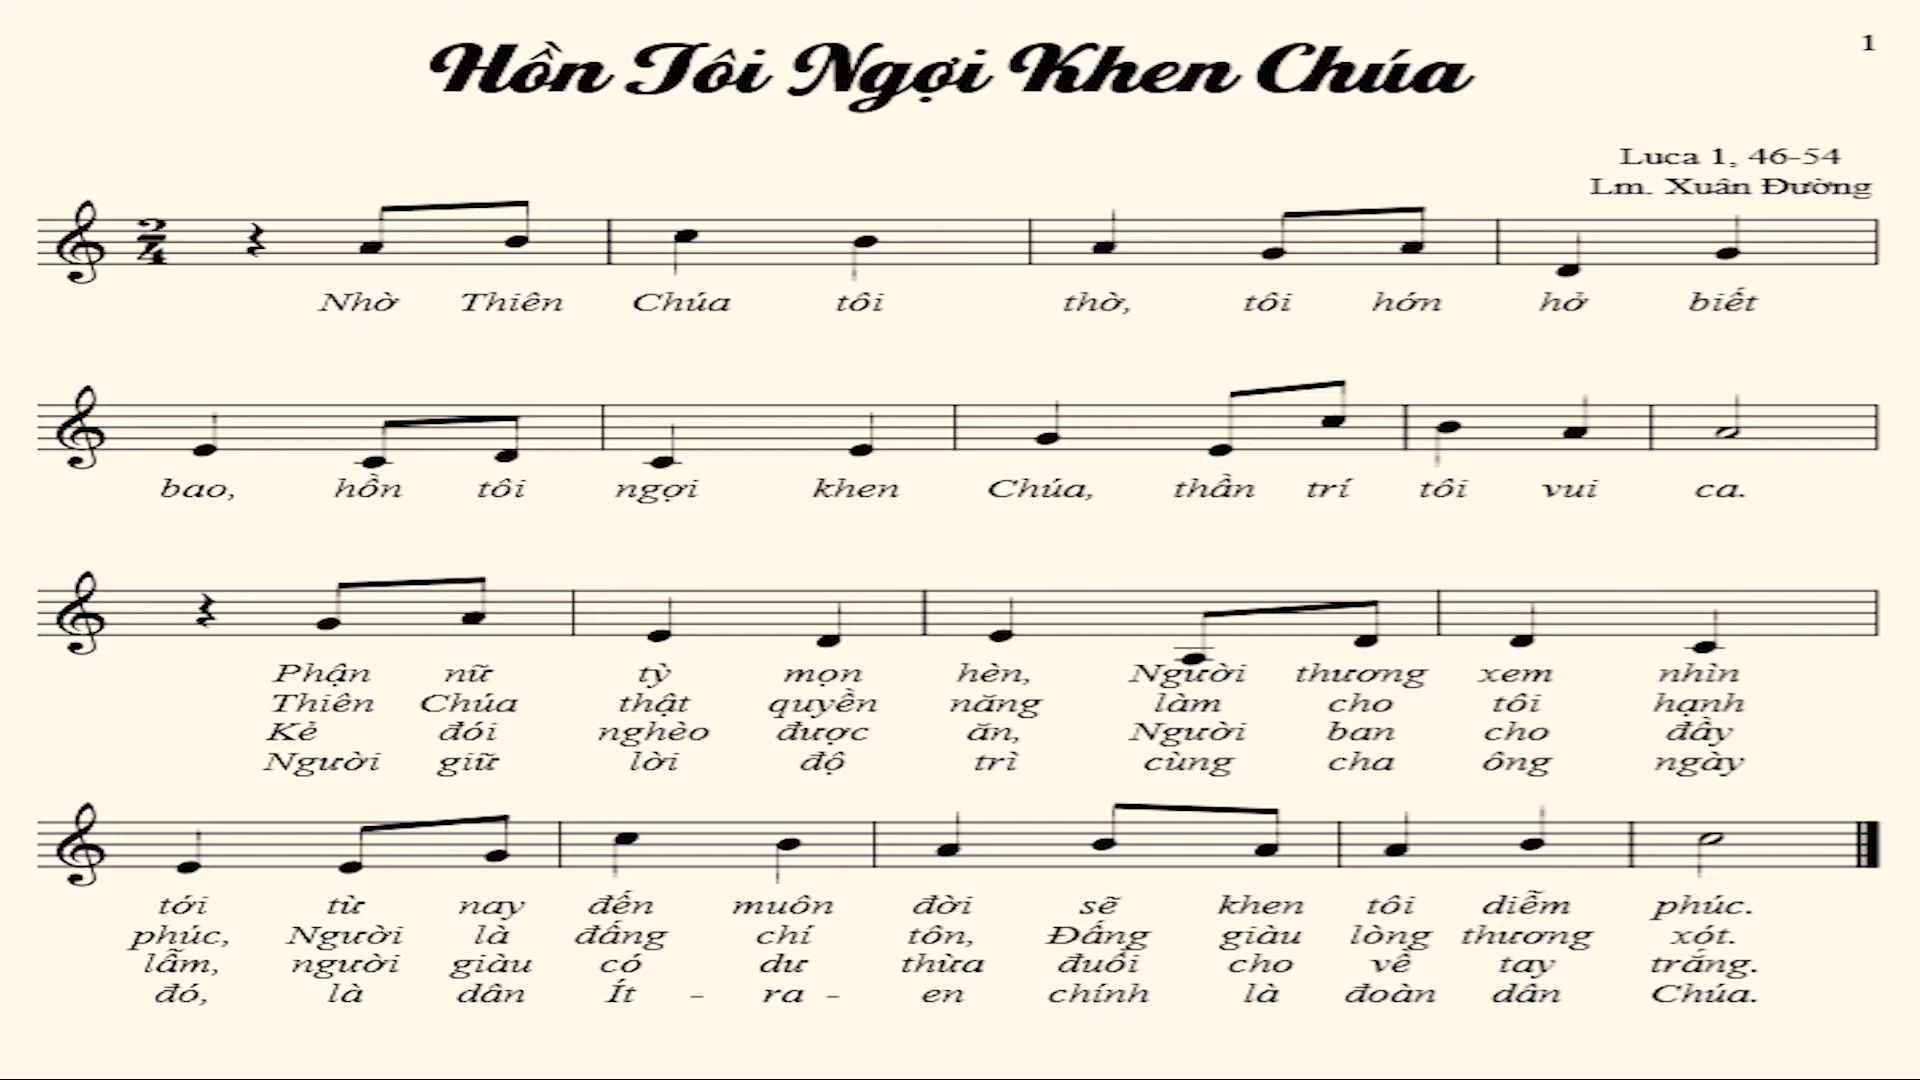 Hồn Tôi Ngợi Khen Chúa
1
Luca 1, 46-54
Lm. Xuân Đường
2
4
Nhờ Thiên Chúa tôi thờ, tôi hớn hở biết
bao, hồn tôi ngợi khen Chúa, thần trí tôi vui ca.
Phận nữ tỳ mọn hèn, Người thương xem nhìn
Thiên Chúa thật quyền năng làm cho tôi hạnh
Kẻ đói nghèo được ăn, Người ban cho đầy
Người giữ lời độ trì cùng cha ông ngày
tới từ nay đến muôn đời sẽ khen tôi diễm phúc.
phúc, Người là đấng chí tôn, Đấng giàu lòng thương xót.
lẫm, người giàu có dư thừa đuổi cho về tay trắng.
đó, là dân Ít - ra - en chính là đoàn dân Chúa.